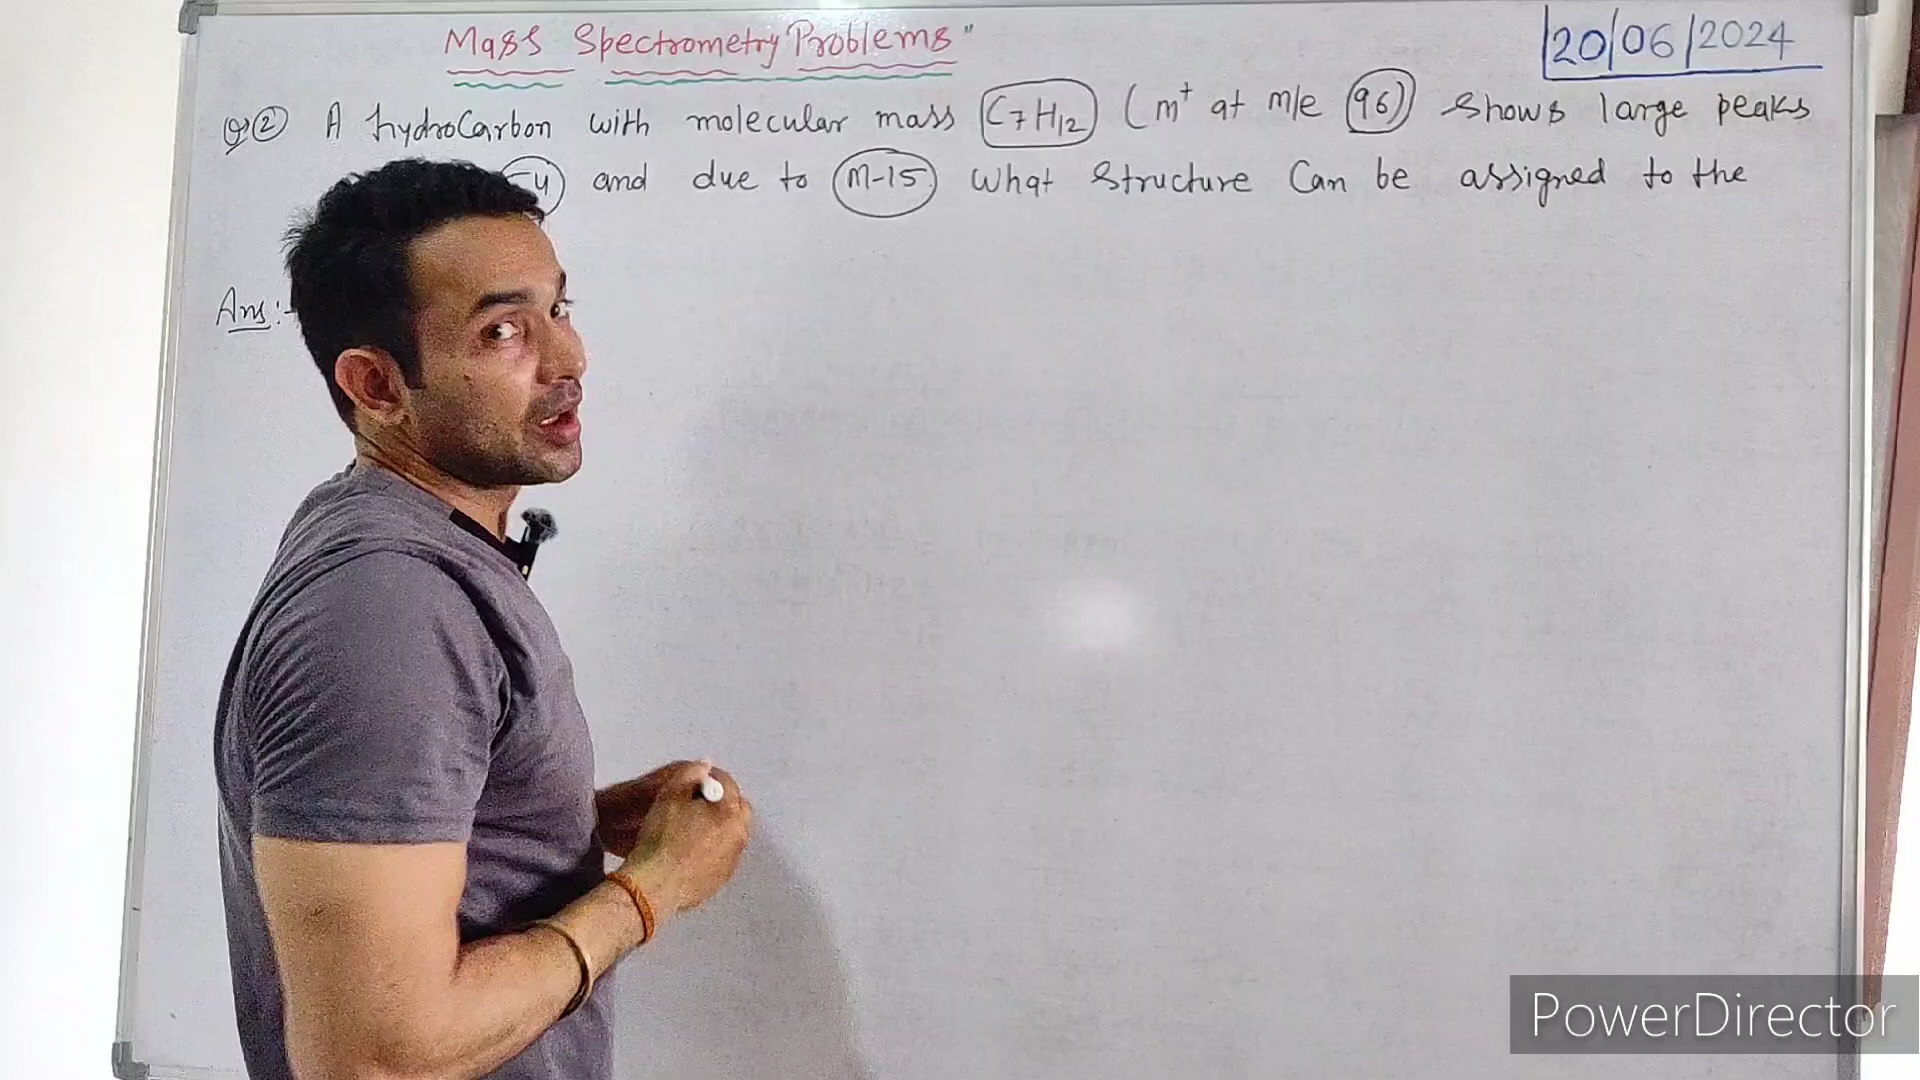 Mass Spectrometry Problems"
20/06/2024
Q(2) A hydroCarbon with molecular mass C7H12 (m+ at m/e 96) shows large peaks
and due to M-15. What structure Can be assigned to the
Ans:-
PowerDirector